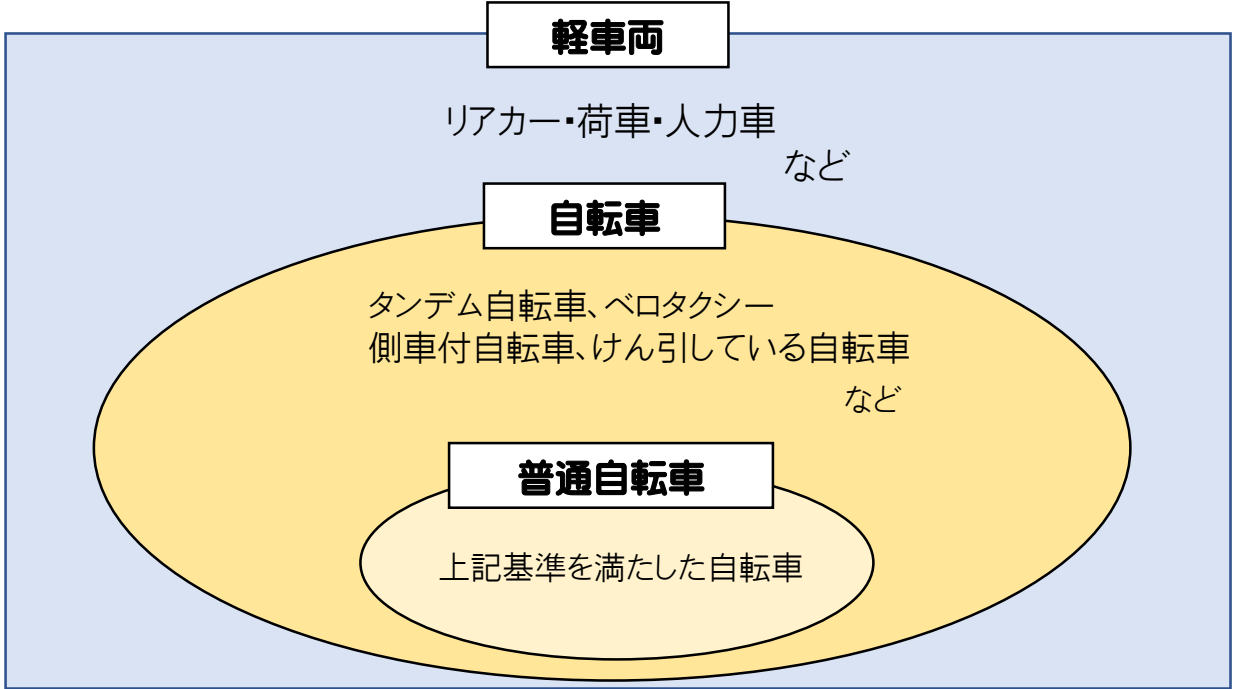 軽車両
リアカー・荷車・人力車
など
自転車
タンデム自転車、ベロタクシー
側車付自転車、けん引している自転車
など
普通自転車
上記基準を満たした自転車